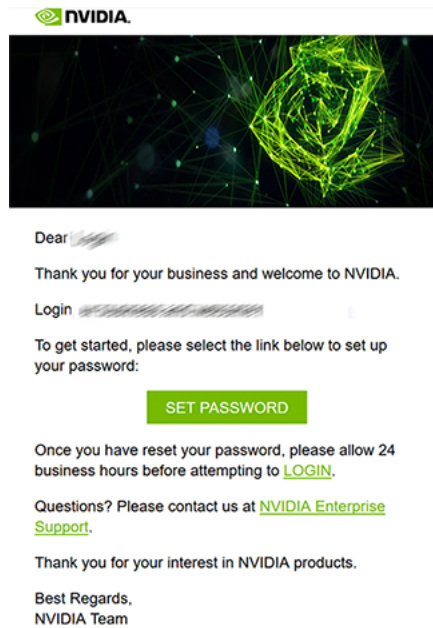 NVIDIA.
Dear
Thank you for your business and welcome to NVIDIA.
Login
To get started, please select the link below to set up
your password:
SET PASSWORD
Once you have reset your password, please allow 24
business hours before attempting to LOGIN.
Questions? Please contact us at NVIDIA Enterprise
Support.
Thank you for your interest in NVIDIA products.
Best Regards,
NVIDIA Team